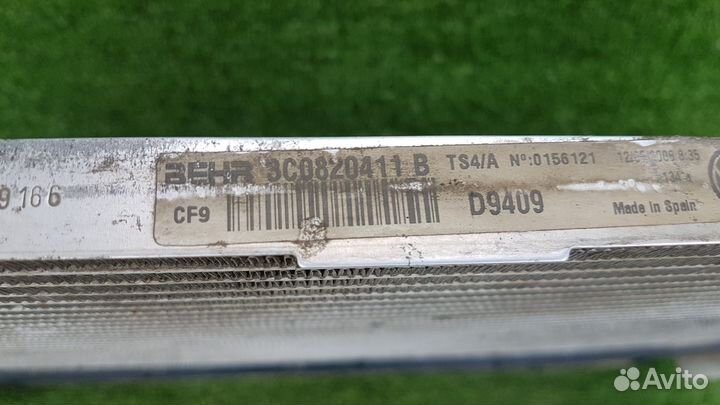 9166
BEHR 3C0820411 B TS4/A Nº:0156121
CF9 D9409 Made in Spain
Avito